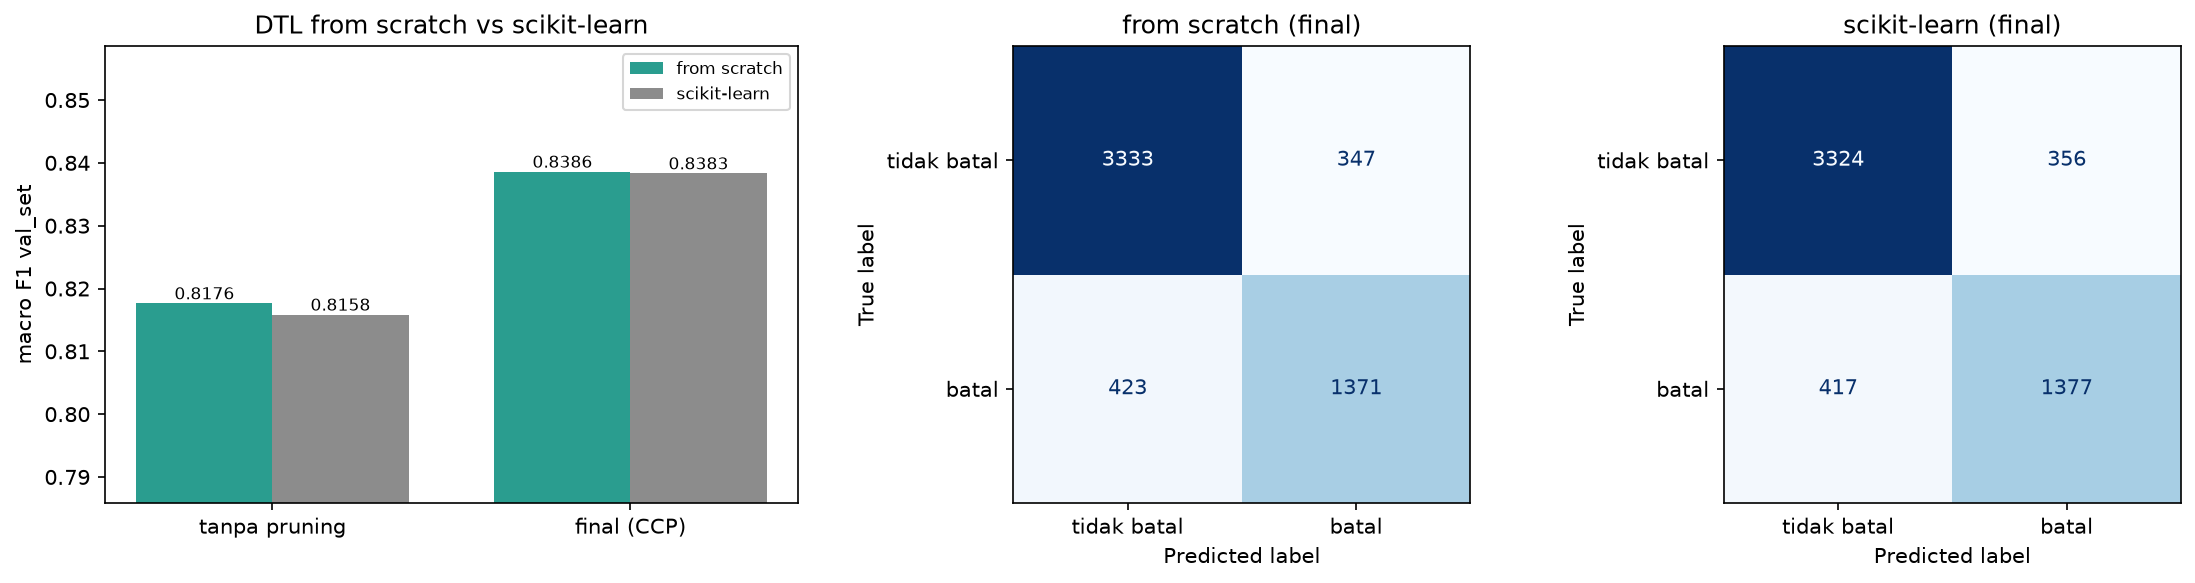 DTL from scratch vs scikit-learn
from scratch
scikit-learn
macro F1 val_set
0.85
0.84
0.83
0.82
0.81
0.80
0.79
0.8176
0.8158
0.8386
0.8383
tanpa pruning
final (CCP)
from scratch (final)
True label
tidak batal
batal
3333
347
423
1371
tidak batal
batal
Predicted label
scikit-learn (final)
True label
tidak batal
batal
3324
356
417
1377
tidak batal
batal
Predicted label